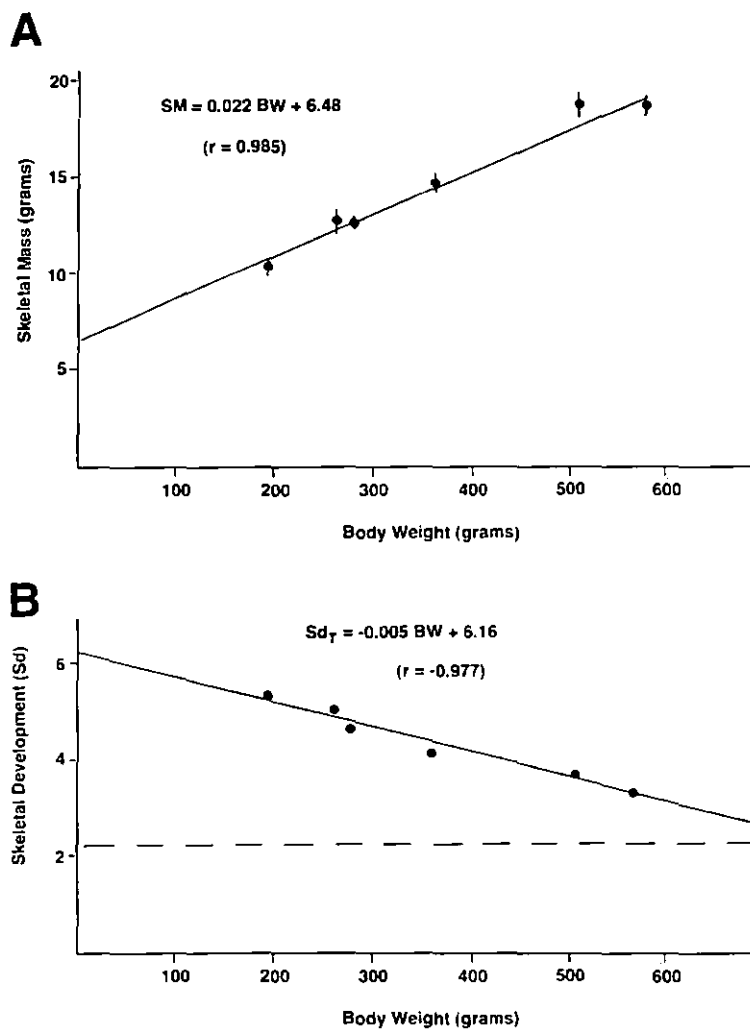 A
SM = 0.022 BW + 6.48
(r = 0.985)
Skeletal Mass (grams)
20
15
10
5
100 200 300 400 500 600
Body Weight (grams)
B
Sd_T = -0.005 BW + 6.16
(r = -0.977)
Skeletal Development (Sd)
6
4
2
100 200 300 400 500 600
Body Weight (grams)